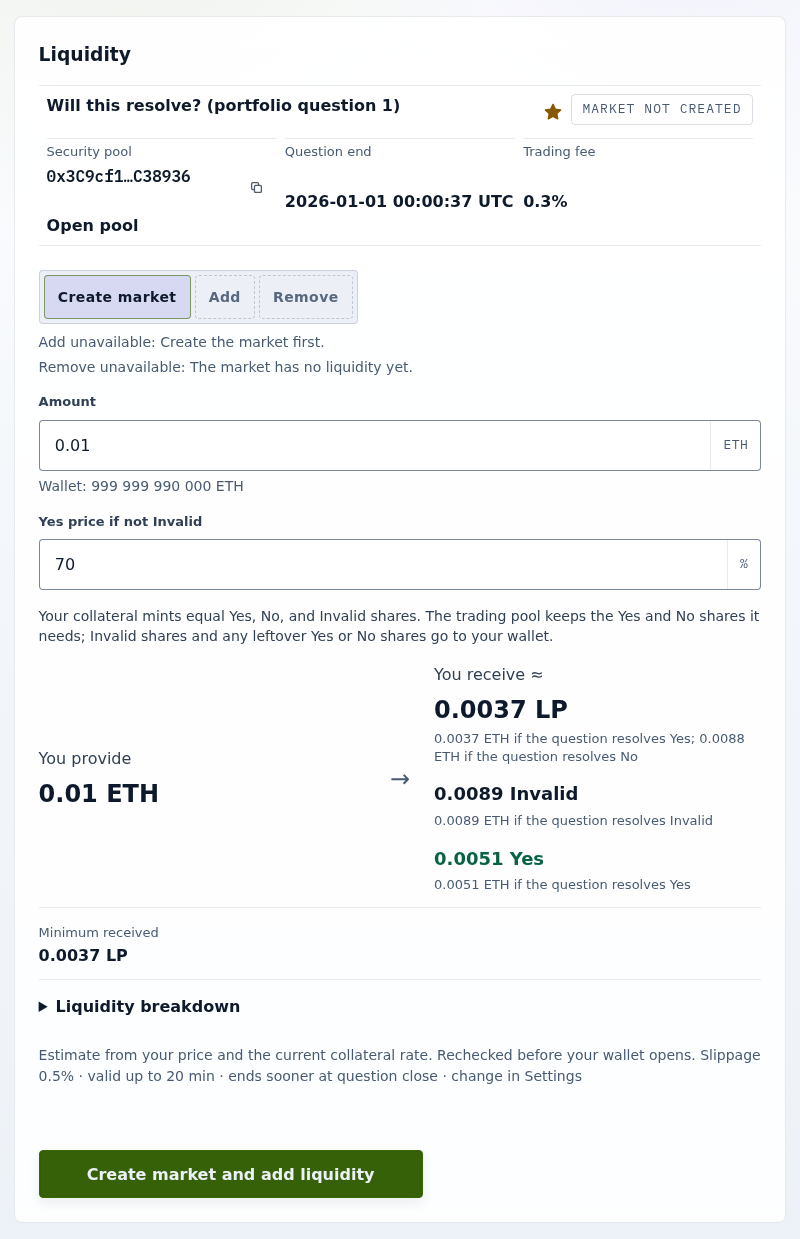 Liquidity
Will this resolve? (portfolio question 1)
MARKET NOT CREATED
Security pool
0x3C9cf1…C38936
Open pool
Question end
2026-01-01 00:00:37 UTC
Trading fee
0.3%
Create market
Add
Remove
Add unavailable: Create the market first.
Remove unavailable: The market has no liquidity yet.
Amount
0.01
ETH
Wallet: 999 999 990 000 ETH
Yes price if not Invalid
70
%
Your collateral mints equal Yes, No, and Invalid shares. The trading pool keeps the Yes and No shares it
needs; Invalid shares and any leftover Yes or No shares go to your wallet.
You provide
0.01 ETH
→
You receive ≈
0.0037 LP
0.0037 ETH if the question resolves Yes; 0.0088
ETH if the question resolves No
0.0089 Invalid
0.0089 ETH if the question resolves Invalid
0.0051 Yes
0.0051 ETH if the question resolves Yes
Minimum received
0.0037 LP
Liquidity breakdown
Estimate from your price and the current collateral rate. Rechecked before your wallet opens. Slippage
0.5% · valid up to 20 min · ends sooner at question close · change in Settings
Create market and add liquidity